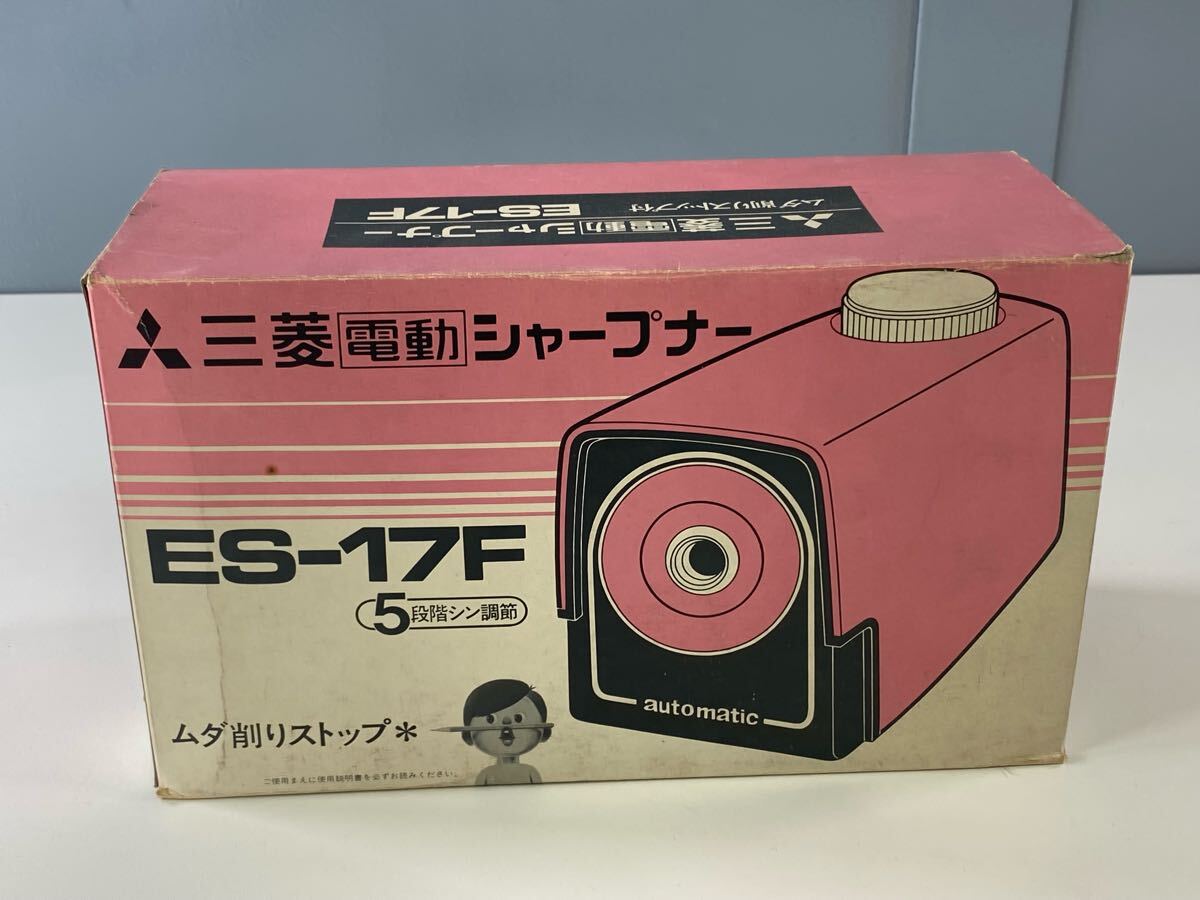 三菱電動シャープナー
ES-17F
ムダ削りストップ付
三菱電動シャープナー
ES-17F
5段階シン調節
automatic
ムダ削りストップ*
ご使用まえに使用説明書を必ずお読みください。